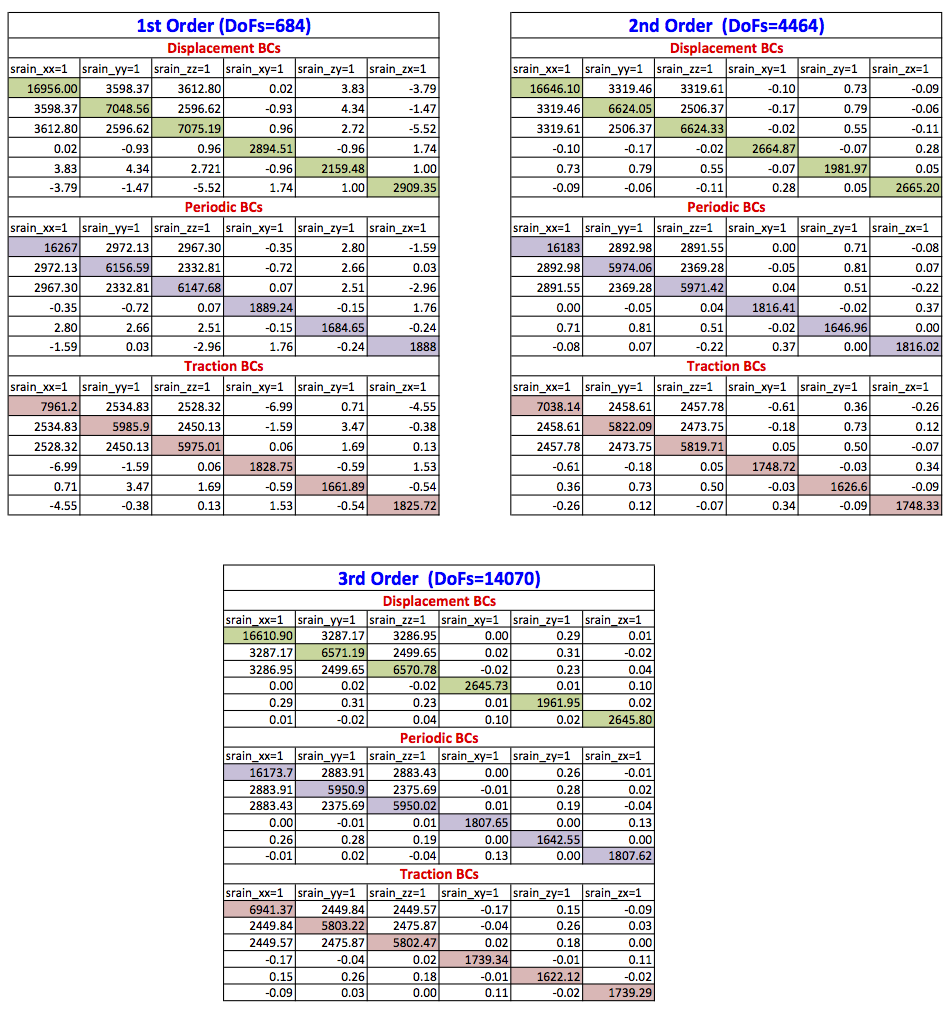 1st Order (DoFs=684)
Displacement BCs
srain_xx=1 srain_yy=1 srain_zz=1 srain_xy=1 srain_zy=1 srain_zx=1
16956.00 3598.37 3612.80 0.02 3.83 -3.79
3598.37 7048.56 2596.62 -0.93 4.34 -1.47
3612.80 2596.62 7075.19 0.96 2.72 -5.52
0.02 -0.93 0.96 2894.51 -0.96 1.74
3.83 4.34 2.721 -0.96 2159.48 1.00
-3.79 -1.47 -5.52 1.74 1.00 2909.35
Periodic BCs
srain_xx=1 srain_yy=1 srain_zz=1 srain_xy=1 srain_zy=1 srain_zx=1
16267 2972.13 2967.30 -0.35 2.80 -1.59
2972.13 6156.59 2332.81 -0.72 2.66 0.03
2967.30 2332.81 6147.68 0.07 2.51 -2.96
-0.35 -0.72 0.07 1889.24 -0.15 1.76
2.80 2.66 2.51 -0.15 1684.65 -0.24
-1.59 0.03 -2.96 1.76 -0.24 1888
Traction BCs
srain_xx=1 srain_yy=1 srain_zz=1 srain_xy=1 srain_zy=1 srain_zx=1
7961.2 2534.83 2528.32 -6.99 0.71 -4.55
2534.83 5985.9 2450.13 -1.59 3.47 -0.38
2528.32 2450.13 5975.01 0.06 1.69 0.13
-6.99 -1.59 0.06 1828.75 -0.59 1.53
0.71 3.47 1.69 -0.59 1661.89 -0.54
-4.55 -0.38 0.13 1.53 -0.54 1825.72
2nd Order (DoFs=4464)
Displacement BCs
srain_xx=1 srain_yy=1 srain_zz=1 srain_xy=1 srain_zy=1 srain_zx=1
16646.10 3319.46 3319.61 -0.10 0.73 -0.09
3319.46 6624.05 2506.37 -0.17 0.79 -0.06
3319.61 2506.37 6624.33 -0.02 0.55 -0.11
-0.10 -0.17 -0.02 2664.87 -0.07 0.28
0.73 0.79 0.55 -0.07 1981.97 0.05
-0.09 -0.06 -0.11 0.28 0.05 2665.20
Periodic BCs
srain_xx=1 srain_yy=1 srain_zz=1 srain_xy=1 srain_zy=1 srain_zx=1
16183 2892.98 2891.55 0.00 0.71 -0.08
2892.98 5974.06 2369.28 -0.05 0.81 0.07
2891.55 2369.28 5971.42 0.04 0.51 -0.22
0.00 -0.05 0.04 1816.41 -0.02 0.37
0.71 0.81 0.51 -0.02 1646.96 0.00
-0.08 0.07 -0.22 0.37 0.00 1816.02
Traction BCs
srain_xx=1 srain_yy=1 srain_zz=1 srain_xy=1 srain_zy=1 srain_zx=1
7038.14 2458.61 2457.78 -0.61 0.36 -0.26
2458.61 5822.09 2473.75 -0.18 0.73 0.12
2457.78 2473.75 5819.71 0.05 0.50 -0.07
-0.61 -0.18 0.05 1748.72 -0.03 0.34
0.36 0.73 0.50 -0.03 1626.6 -0.09
-0.26 0.12 -0.07 0.34 -0.09 1748.33
3rd Order (DoFs=14070)
Displacement BCs
srain_xx=1 srain_yy=1 srain_zz=1 srain_xy=1 srain_zy=1 srain_zx=1
16610.90 3287.17 3286.95 0.00 0.29 0.01
3287.17 6571.19 2499.65 0.02 0.31 -0.02
3286.95 2499.65 6570.78 -0.02 0.23 0.04
0.00 0.02 -0.02 2645.73 0.01 0.10
0.29 0.31 0.23 0.01 1961.95 0.02
0.01 -0.02 0.04 0.10 0.02 2645.80
Periodic BCs
srain_xx=1 srain_yy=1 srain_zz=1 srain_xy=1 srain_zy=1 srain_zx=1
16173.7 2883.91 2883.43 0.00 0.26 -0.01
2883.91 5950.9 2375.69 -0.01 0.28 0.02
2883.43 2375.69 5950.02 0.01 0.19 -0.04
0.00 -0.01 0.01 1807.65 0.00 0.13
0.26 0.28 0.19 0.00 1642.55 0.00
-0.01 0.02 -0.04 0.13 0.00 1807.62
Traction BCs
srain_xx=1 srain_yy=1 srain_zz=1 srain_xy=1 srain_zy=1 srain_zx=1
6941.37 2449.84 2449.57 -0.17 0.15 -0.09
2449.84 5803.22 2475.87 -0.04 0.26 0.03
2449.57 2475.87 5802.47 0.02 0.18 0.00
-0.17 -0.04 0.02 1739.34 -0.01 0.11
0.15 0.26 0.18 -0.01 1622.12 -0.02
-0.09 0.03 0.00 0.11 -0.02 1739.29